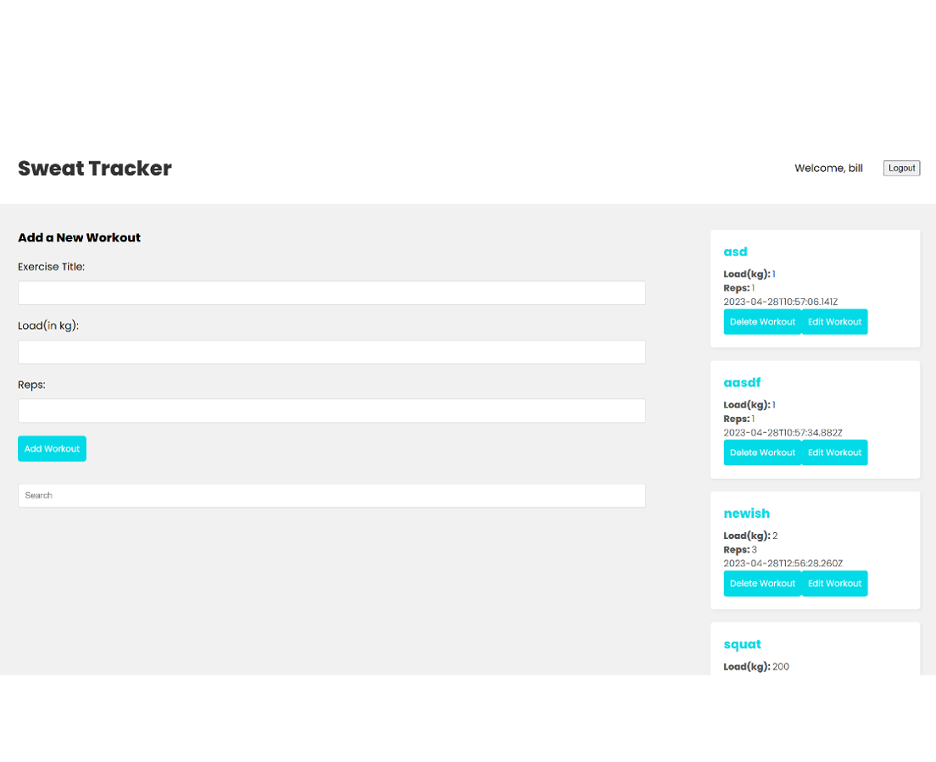 Sweat Tracker
Welcome, bill
Logout
Add a New Workout
Exercise Title:
Load(in kg):
Reps:
Add Workout
Search
asd
Load(kg): 1
Reps: 1
2023-04-28T10:57:06.141Z
Delete Workout Edit Workout
aasdf
Load(kg): 1
Reps: 1
2023-04-28T10:57:34.882Z
Delete Workout Edit Workout
newish
Load(kg): 2
Reps: 3
2023-04-28T12:56:28.260Z
Delete Workout Edit Workout
squat
Load(kg): 200